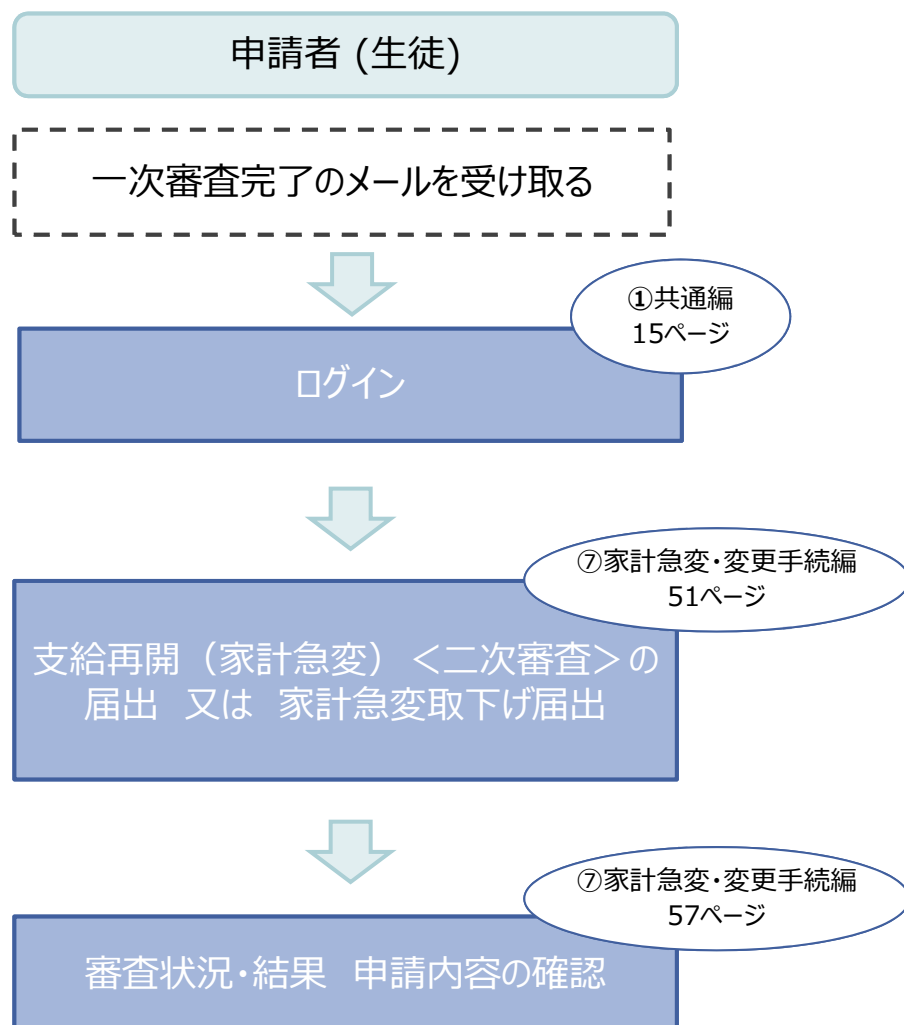 申請者 (生徒)
一次審査完了のメールを受け取る
①共通編
15ページ
ログイン
⑦家計急変・変更手続編
51ページ
支給再開（家計急変）＜二次審査＞の
届出　又は　家計急変取下げ届出
⑦家計急変・変更手続編
57ページ
審査状況・結果　申請内容の確認